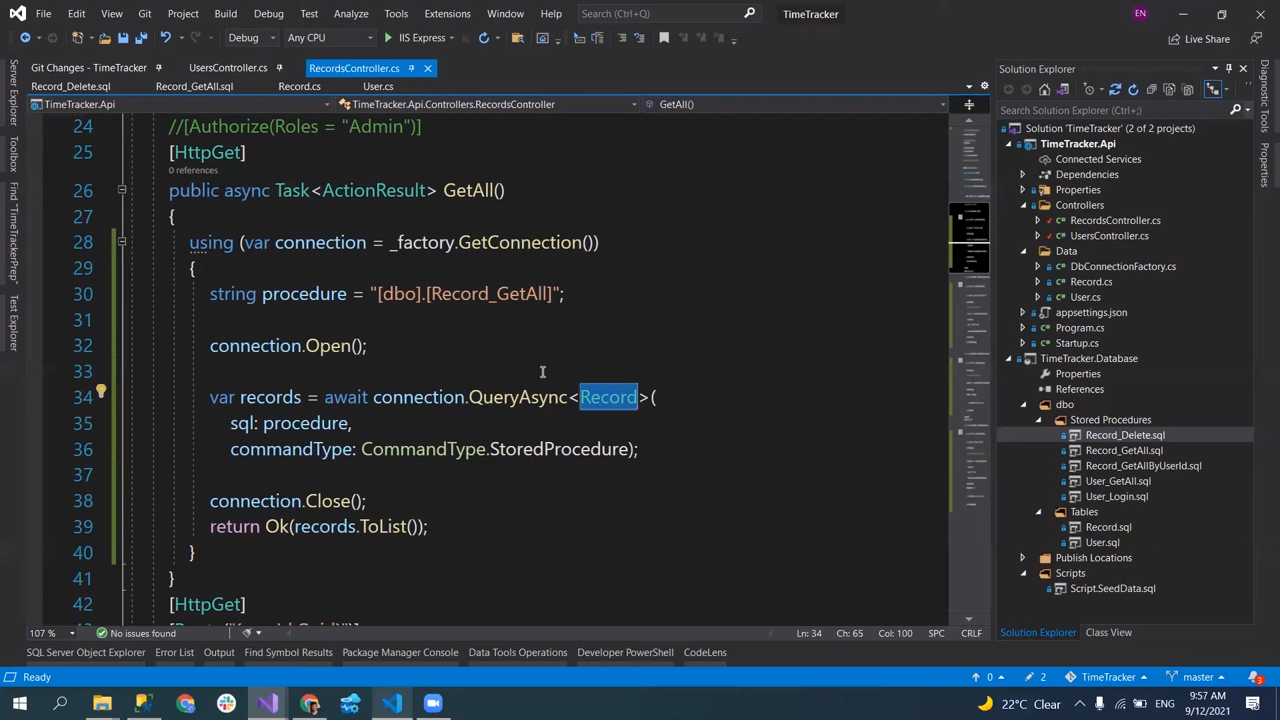 File Edit View Git Project Build Debug Test Analyze Tools Extensions Window Help Search (Ctrl+Q) TimeTracker EN
Debug Any CPU IIS Express Live Share
Git Changes - TimeTracker UsersController.cs RecordsController.cs
Record_Delete.sql Record_GetAll.sql Record.cs User.cs
TimeTracker.Api TimeTracker.Api.Controllers.RecordsController GetAll()
24 //[Authorize Roles = "Admin")]
25 [HttpGet]
0 references
26 public async Task<ActionResult> GetAll()
27 {
28 using (var connection = _factory.GetConnection())
29
30 string procedure = "[dbo].[Record_GetAll]";
31
32 connection.Open()
33
34 var records = await connection.QueryAsync<Record>(
35 sql: procedure,
36 commandType: CommandType.StoredProcedure);
37
38 connection.Close(
39 return Ok(records.ToList());
40 }
41 }
42 [HttpGet]
107 % No issues found Ln: 34 Ch: 65 Col: 100 SPC CRLF
SQL Server Object Explorer Error List Output Find Symbol Results Package Manager Console Data Tools Operations Developer PowerShell CodeLens
Ready 0 2 TimeTracker master 3
Server Explorer
Toolbox
Performance Explorer
Solution Explorer
Search Solution Explorer (Ctrl+;)
Solution 'TimeTracker' (2 of 2 projects)
TimeTracker.Api
Connected Services
Dependencies
Properties
Controllers
RecordsController.cs
UsersController.cs
Data
DbConnectionFactory.cs
Record.cs
User.cs
appsettings.json
Program.cs
Startup.cs
TimeTracker.Database
Properties
References
dbo
Stored Procedures
Record_Delete.sql
Record_GetAll.sql
Record_GetAllByUserId.sql
User_GetAll.sql
User_Login.sql
Tables
Record.sql
User.sql
Publish Locations
Scripts
Script.SeedData.sql
Solution Explorer Class View
Diagnostic Tools
Properties
22°C Clear 9:57 AM
9/12/2021